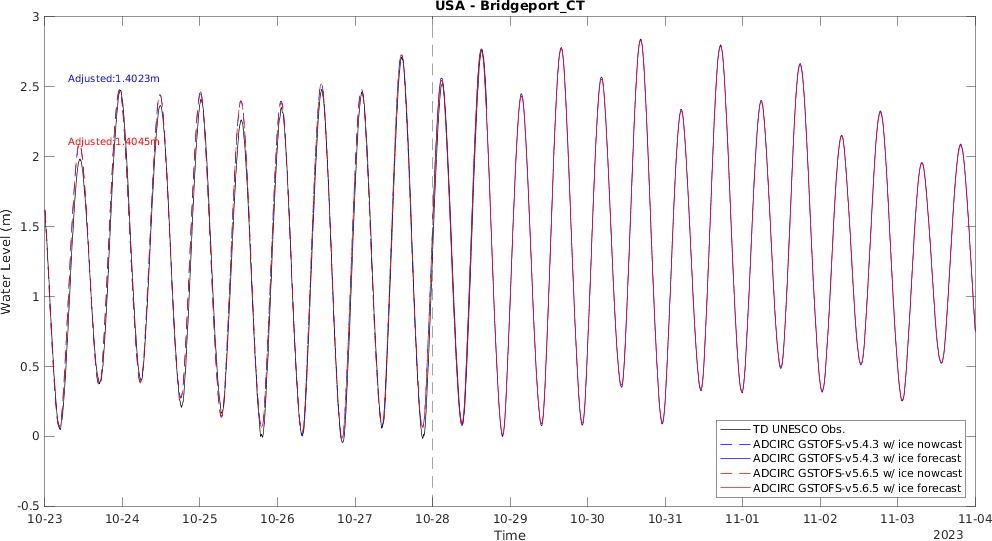 USA - Bridgeport_CT
Water Level (m)
3
2.5
2
1.5
1
0.5
0
-0.5
Adjusted:1.4023m
Adjusted:1.4045m
TD UNESCO Obs.
ADCIRC GSTOFS-v5.4.3 w/ ice nowcast
ADCIRC GSTOFS-v5.4.3 w/ ice forecast
ADCIRC GSTOFS-v5.6.5 w/ ice nowcast
ADCIRC GSTOFS-v5.6.5 w/ ice forecast
10-23 10-24 10-25 10-26 10-27 10-28 10-29 10-30 10-31 11-01 11-02 11-03 11-04
Time
2023